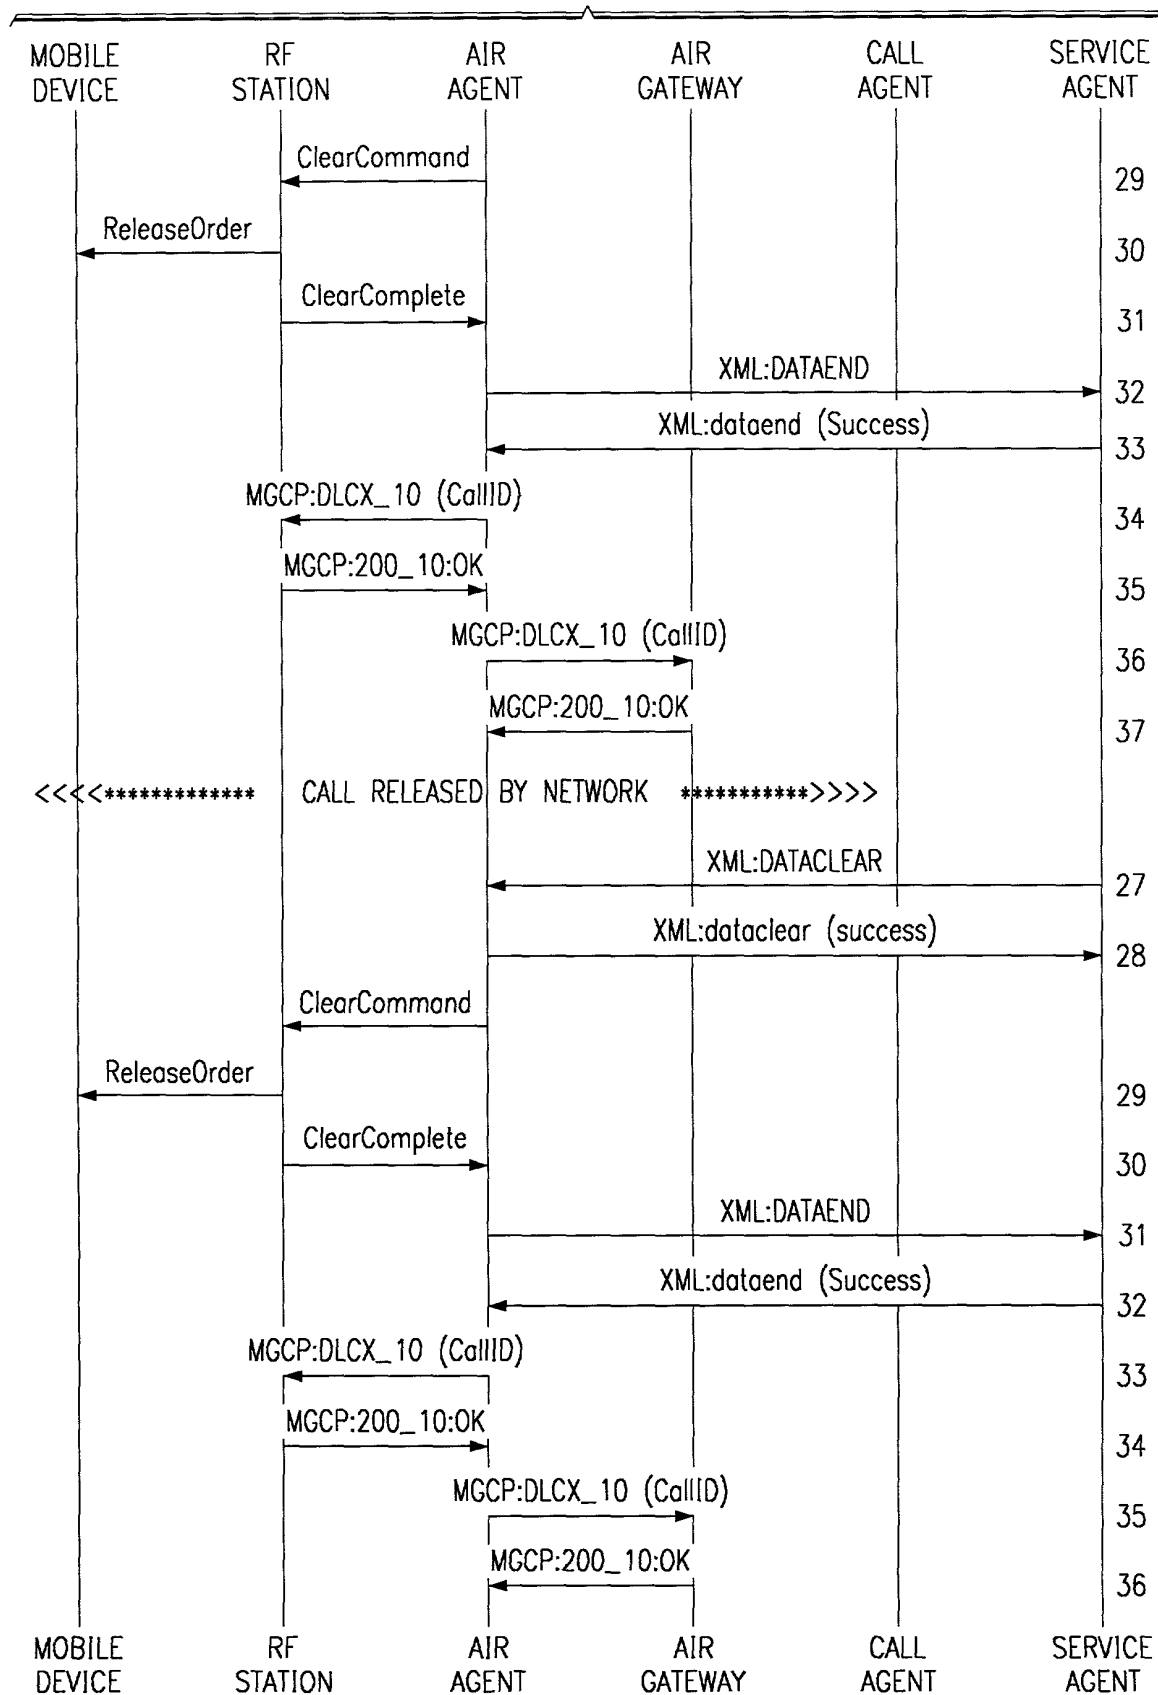 MOBILE DEVICE RF STATION AIR AGENT AIR GATEWAY CALL AGENT SERVICE AGENT
ClearCommand 29
ReleaseOrder 30
ClearComplete 31
XML:DATAEND 32
XML:dataend (Success) 33
MGCP:DLCX_10 (CallID} 34
MGCP:200_10:OK 35
MGCP:DLCX_10 (CallID) 36
MGCP:200_10:OK 37
<<<<************* CALL RELEASED BY NETWORK ***********>>>>
XML:DATACLEAR 27
XML:dataclear (success) 28
ClearCommand
ReleaseOrder 29
ClearComplete 30
XML:DATAEND 31
XML:dataend (Success) 32
MGCP:DLCX_10 (CallID) 33
MGCP:200_10:OK 34
MGCP:DLCX_10 (CallID) 35
MGCP:200_10:OK 36
MOBILE DEVICE RF STATION AIR AGENT AIR GATEWAY CALL AGENT SERVICE AGENT